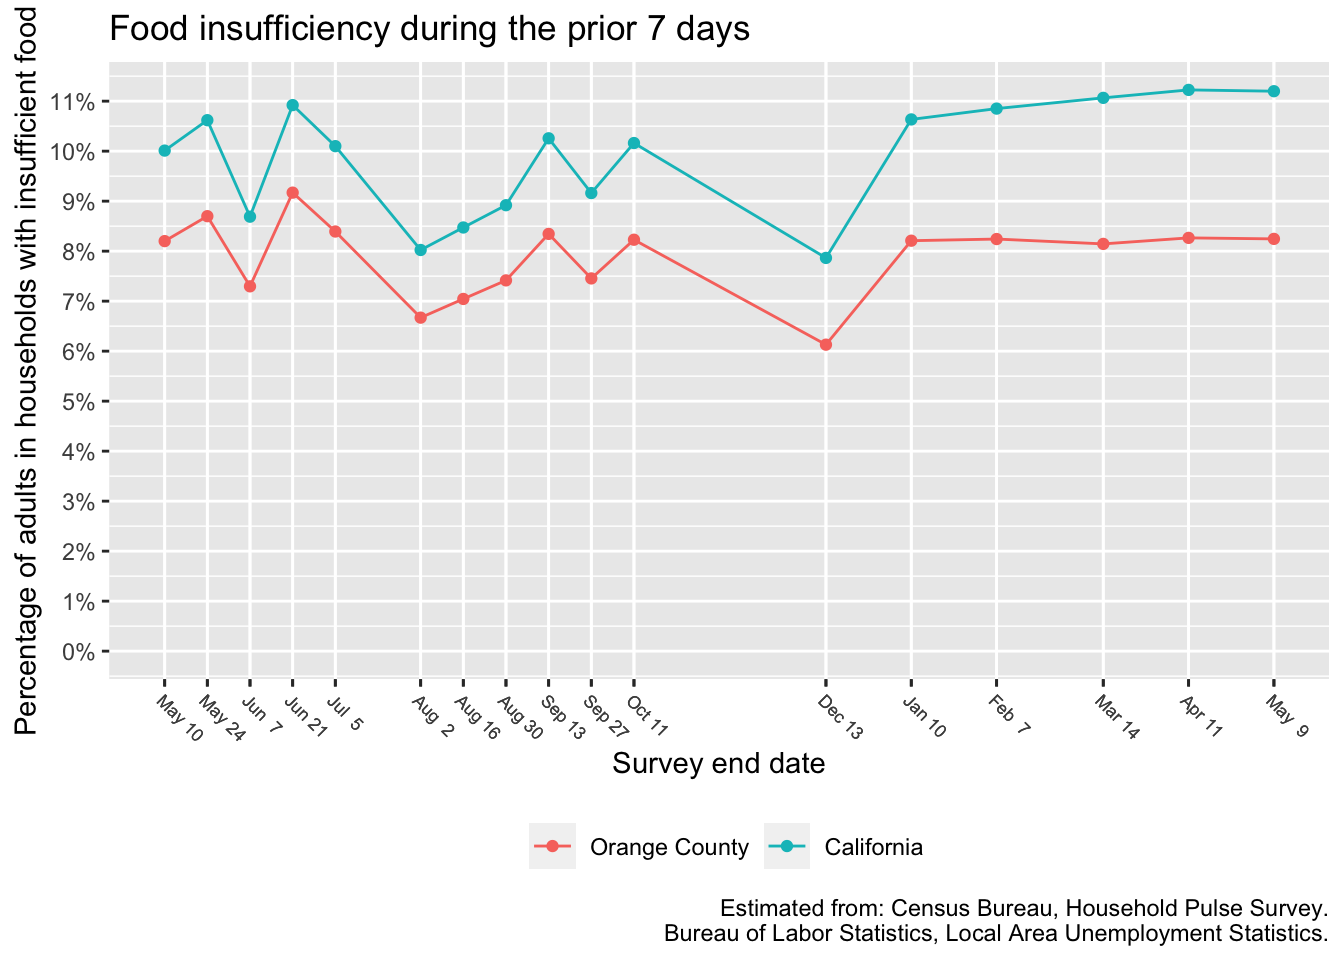 Food insufficiency during the prior 7 days
Percentage of adults in households with insufficient food
11%
10%
9%
8%
7%
6%
5%
4%
3%
2%
1%
0%
May 10
May 24
Jun 7
Jun 21
Jul 5
Aug 2
Aug 16
Aug 30
Sep 13
Sep 27
Oct 11
Dec 13
Jan 10
Feb 7
Mar 14
Apr 11
May 9
Survey end date
Orange County
California
Estimated from: Census Bureau, Household Pulse Survey.
Bureau of Labor Statistics, Local Area Unemployment Statistics.